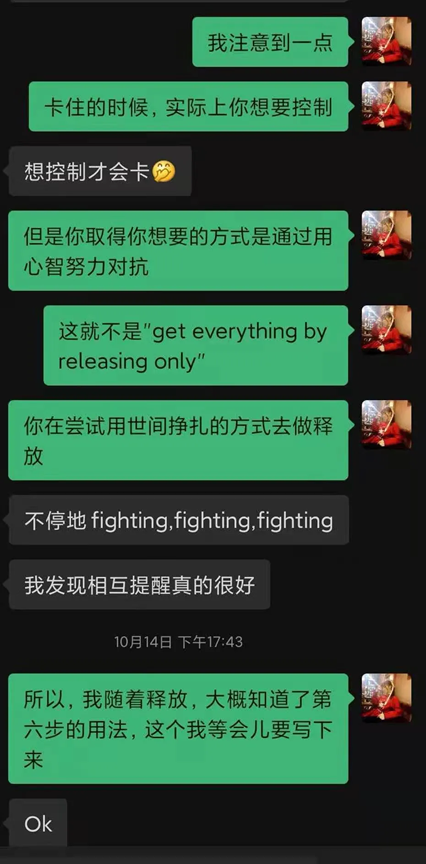 我注意到一点
卡住的时候，实际上你想要控制
想控制才会卡🤭
但是你取得你想要的方式是通过用
心智努力对抗
这就不是"get everything by
releasing only"
你在尝试用世间挣扎的方式去做释
放
不停地 fighting,fighting,fighting
我发现相互提醒真的很好
10月14日 下午17:43
所以，我随着释放，大概知道了第
六步的用法，这个我等会儿要写下
来
Ok